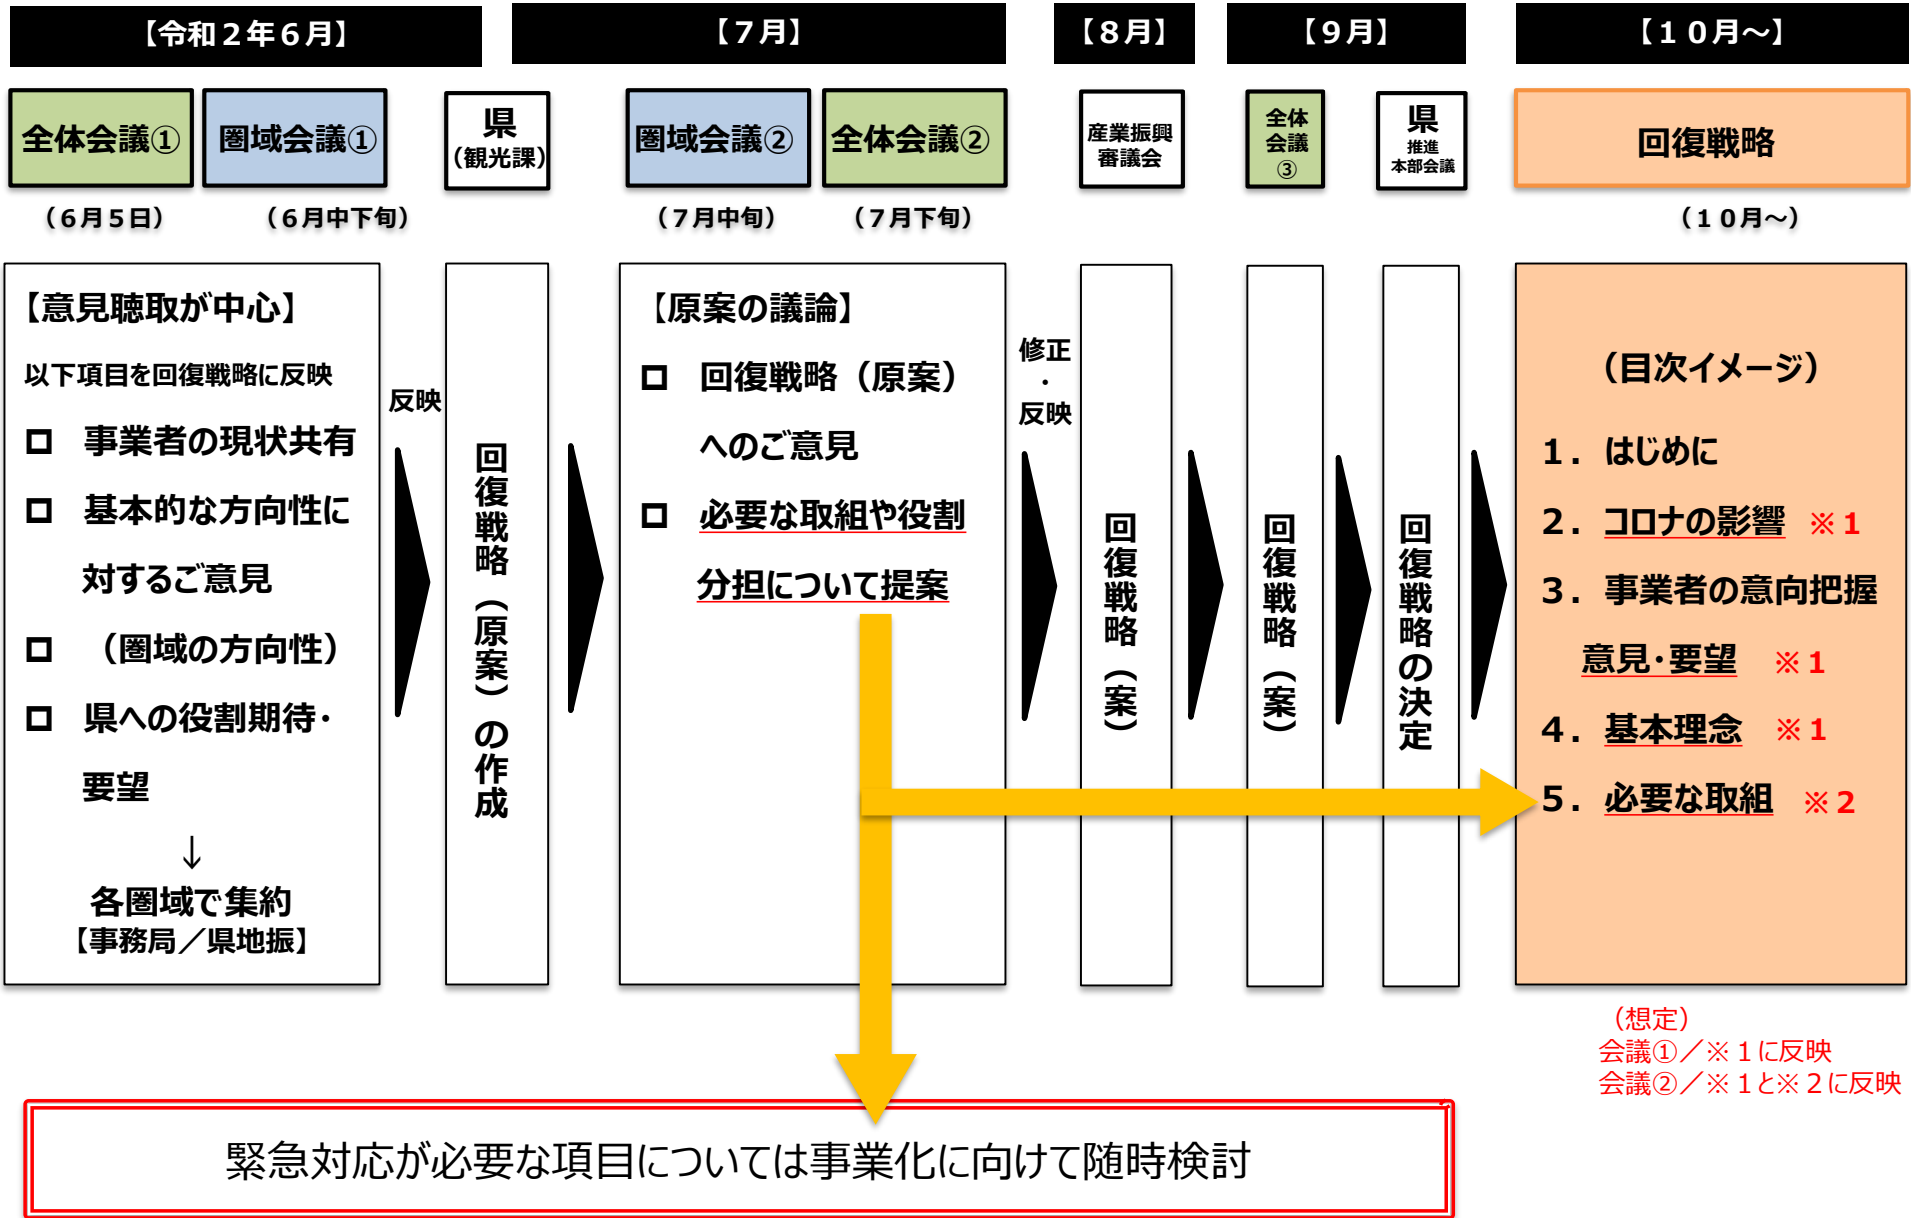 【令和２年６月】
【７月】
【８月】
【９月】
【１０月～】
全体会議①
圏域会議①
県
（観光課）
圏域会議②
全体会議②
産業振興
審議会
全体
会議
③
県
推進
本部会議
回復戦略
（６月５日）
（６月中下旬）
（７月中旬）
（７月下旬）
（１０月～）
【意見聴取が中心】
以下項目を回復戦略に反映
□ 事業者の現状共有
□ 基本的な方向性に
対するご意見
□ （圏域の方向性）
□ 県への役割期待・
要望
↓
各圏域で集約
【事務局／県地振】
反映
回復戦略（原案）の作成
【原案の議論】
□ 回復戦略（原案）
へのご意見
□ 必要な取組や役割
分担について提案
修正
・
反映
回復戦略（案）
回復戦略（案）
回復戦略の決定
（目次イメージ）
１．はじめに
２．コロナの影響 ※１
３．事業者の意向把握
意見・要望 ※１
４．基本理念 ※１
５．必要な取組 ※２
（想定）
会議①／※１に反映
会議②／※１と※２に反映
緊急対応が必要な項目については事業化に向けて随時検討